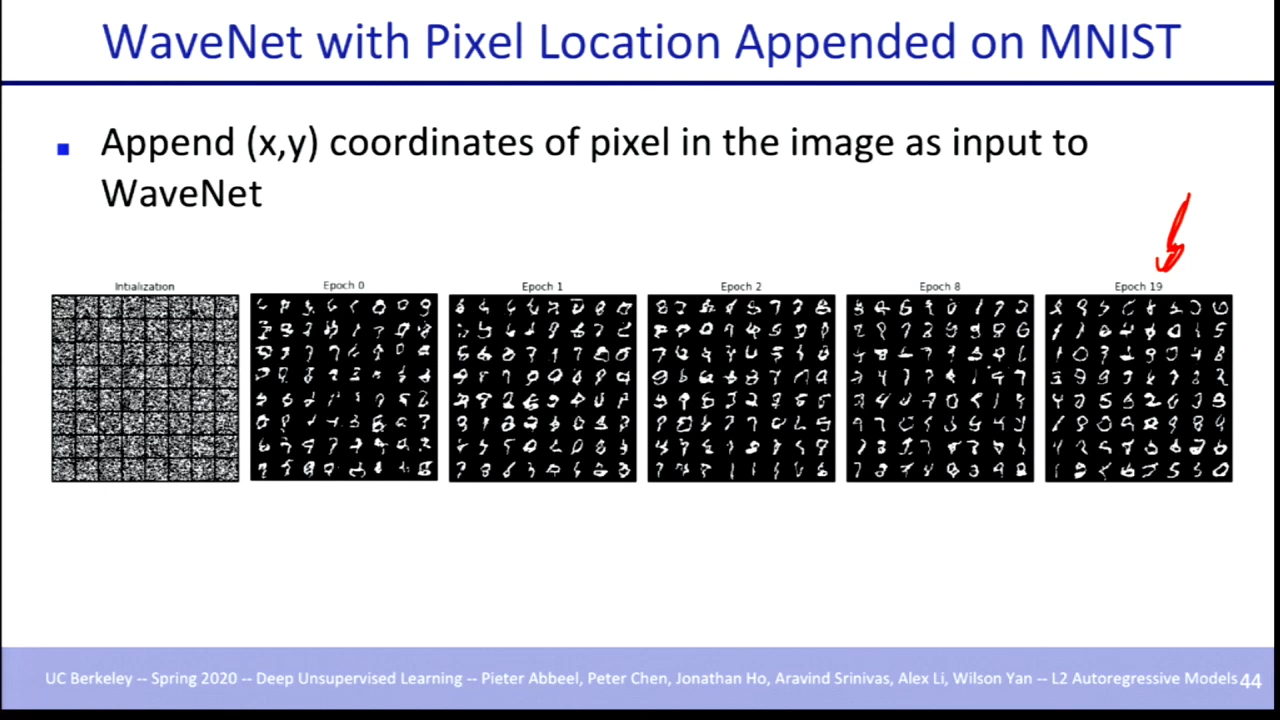 WaveNet with Pixel Location Appended on MNIST
Append (x,y) coordinates of pixel in the image as input to
WaveNet
Intialization
Epoch 0
Epoch 1
Epoch 2
Epoch 8
Epoch 19
UC Berkeley -- Spring 2020 -- Deep Unsupervised Learning -- Pieter Abbeel, Peter Chen, Jonathan Ho, Aravind Srinivas, Alex Li, Wilson Yan -- L2 Autoregressive Models 44